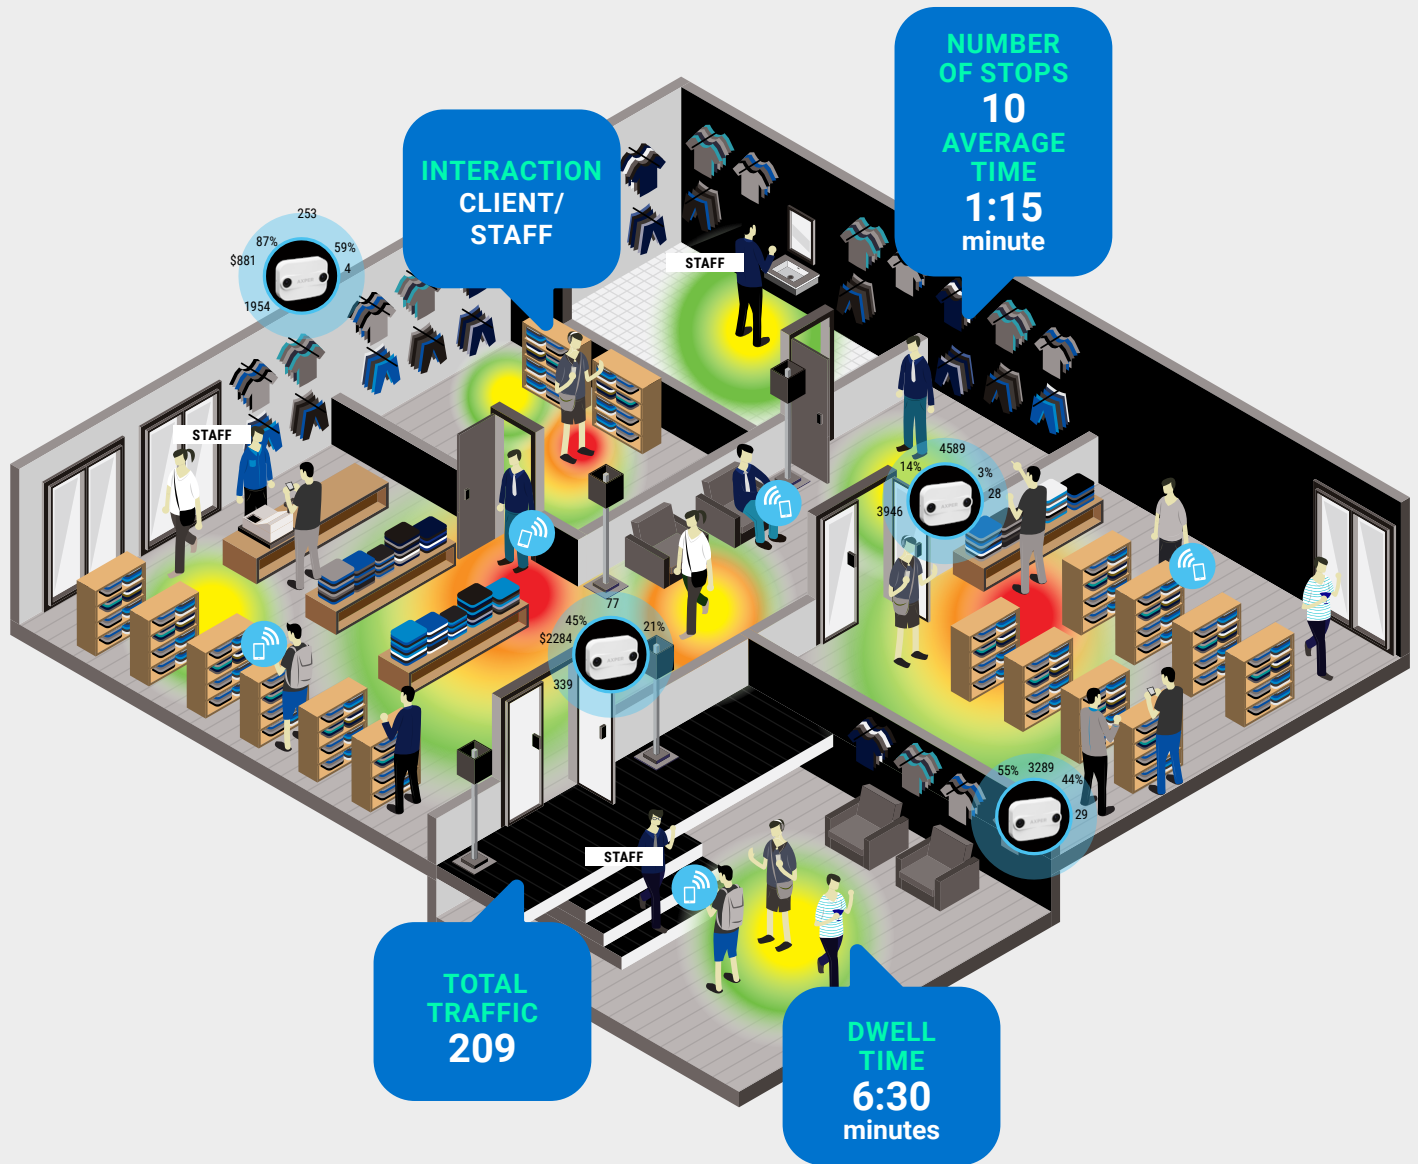 NUMBER
OF STOPS
10
AVERAGE
TIME
1:15
minute
INTERACTION
CLIENT/
STAFF
253
87%
59%
$881
4
1954
STAFF
STAFF
4589
14%
3%
28
3946
77
45%
21%
$2284
339
55%
3289
44%
29
STAFF
TOTAL
TRAFFIC
209
DWELL
TIME
6:30
minutes